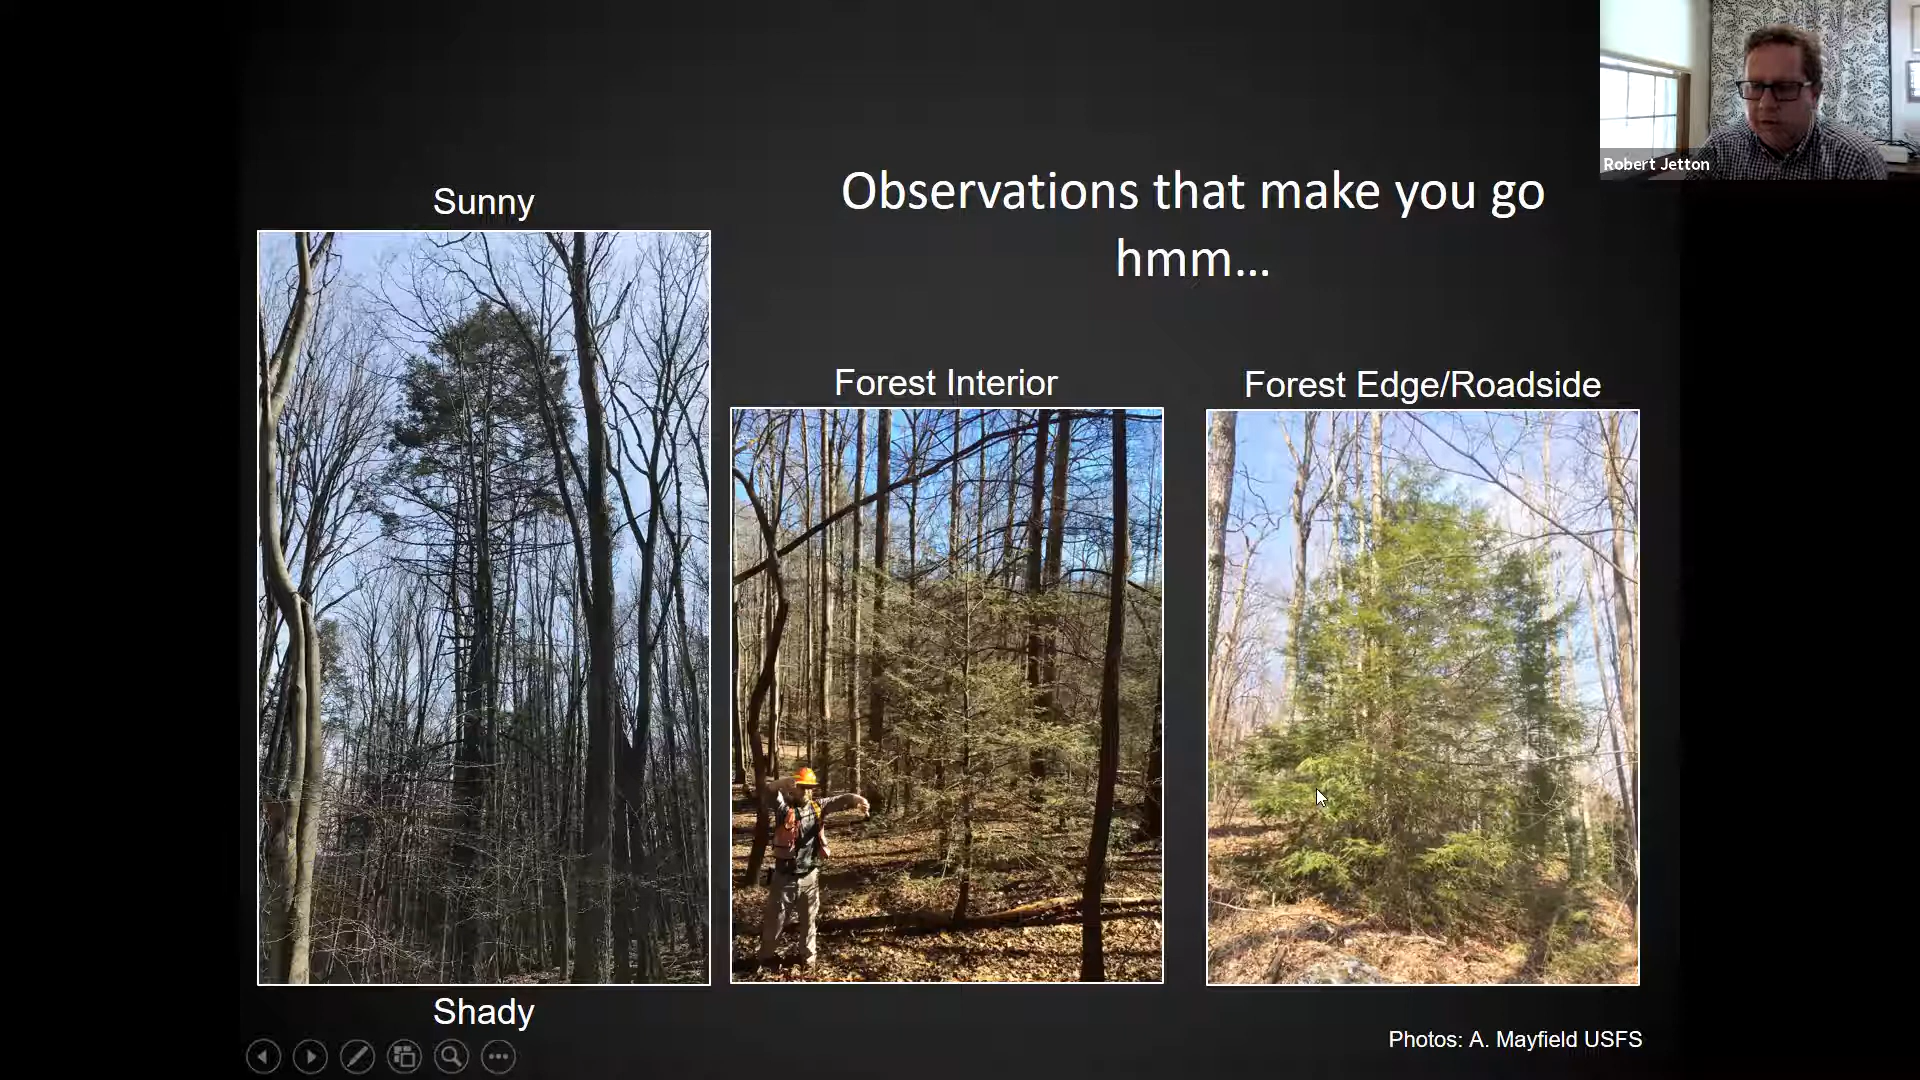 Robert Jetton
Observations that make you go
hmm...
Sunny
Forest Interior
Forest Edge/Roadside
Shady
Photos: A. Mayfield USFS